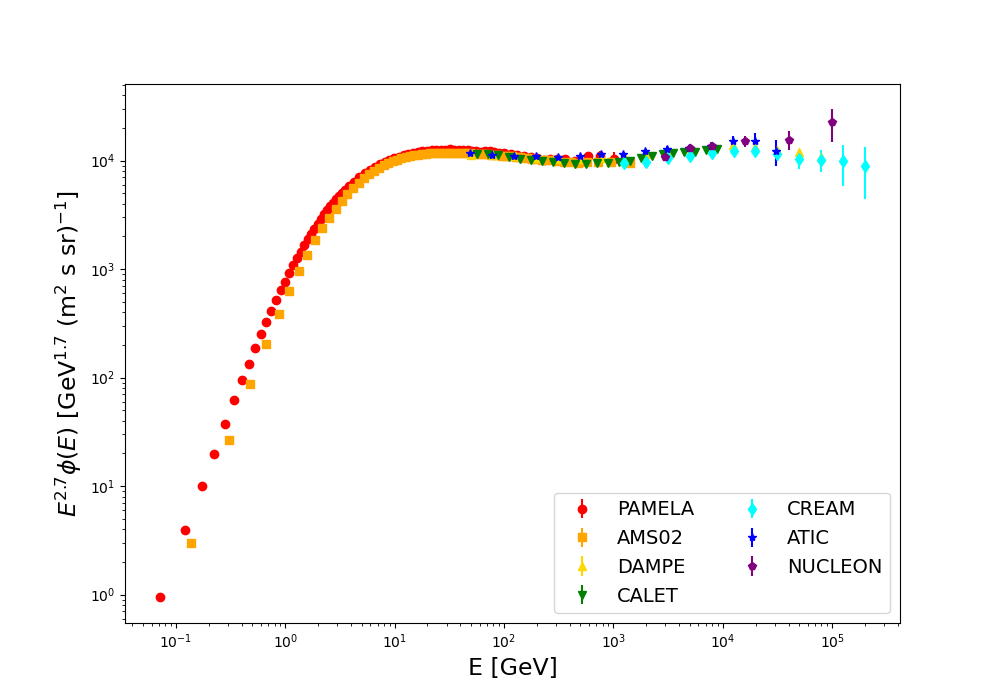 E^{2.7}ϕ(E) [GeV^{1.7} (m^2 s sr)^{-1}]
10^4
10^3
10^2
10^1
10^0
PAMELA
AMS02
DAMPE
CALET
CREAM
ATIC
NUCLEON
10^{-1} 10^0 10^1 10^2 10^3 10^4 10^5
E [GeV]